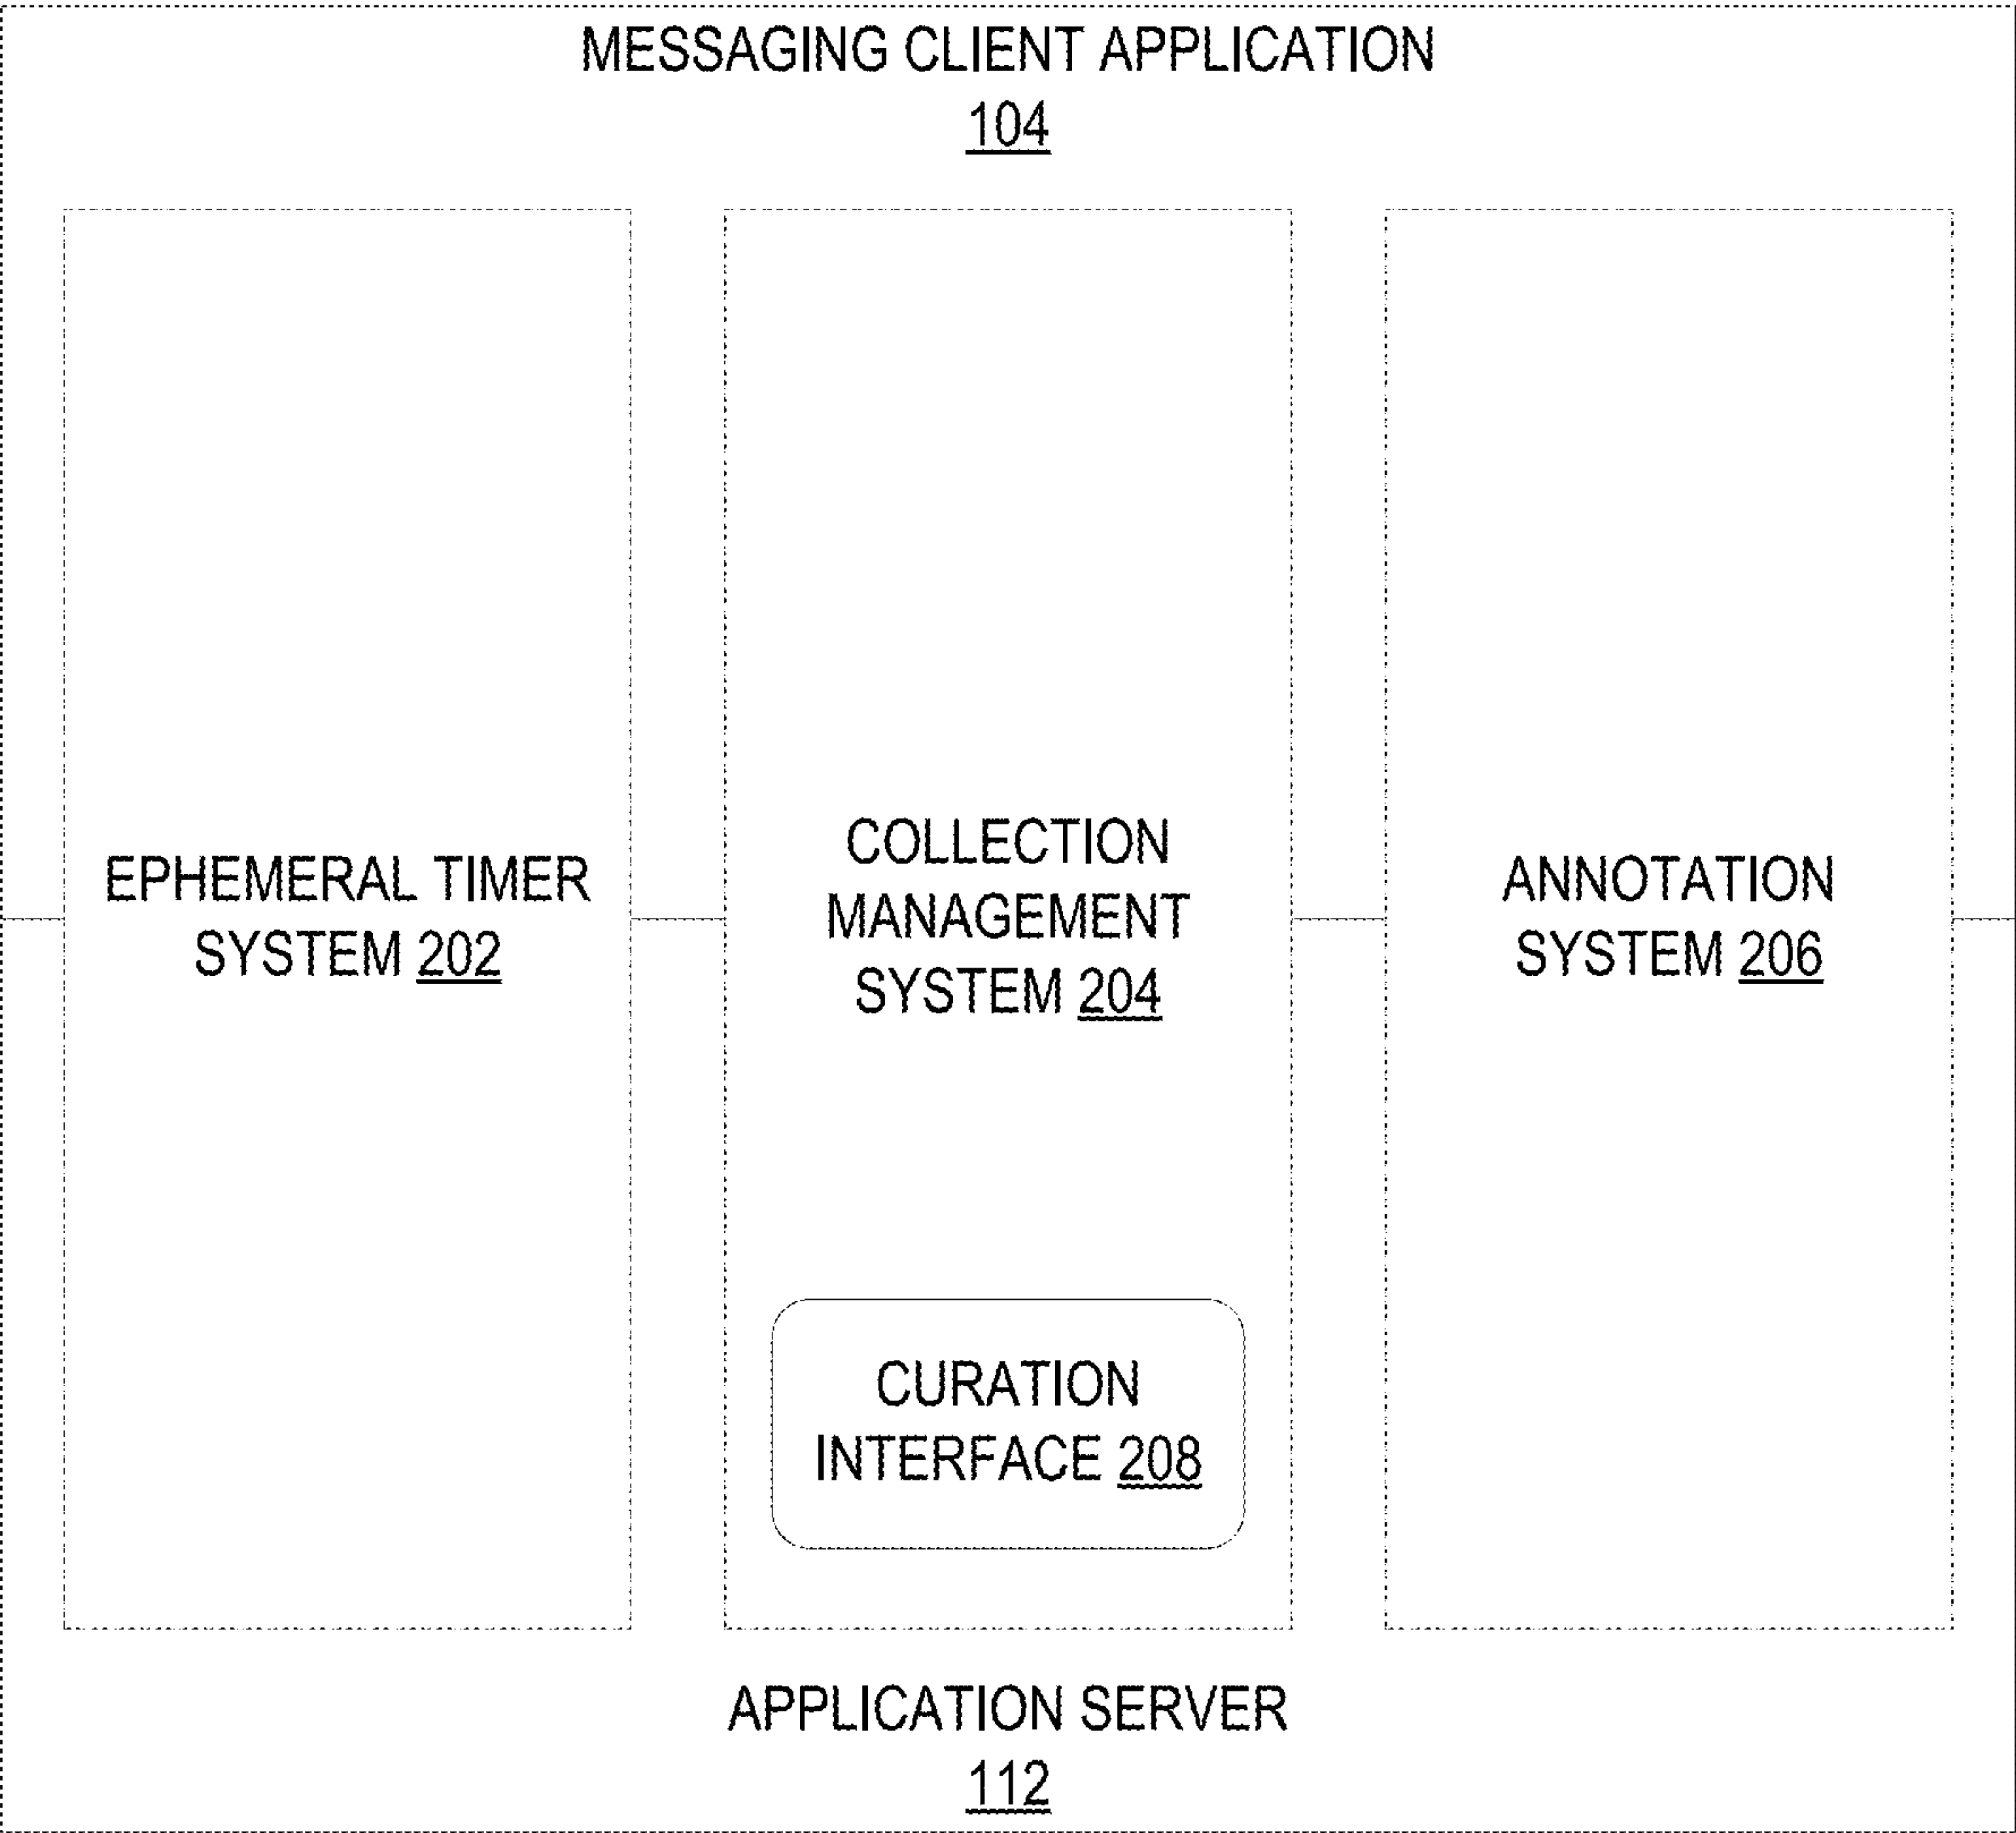 MESSAGING CLIENT APPLICATION
104
EPHEMERAL TIMER
SYSTEM 202
COLLECTION
MANAGEMENT
SYSTEM 204
ANNOTATION
SYSTEM 206
CURATION
INTERFACE 208
APPLICATION SERVER
112